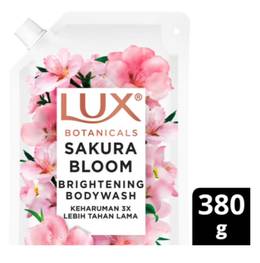 LUX
BOTANICALS
SAKURA
BLOOM
BRIGHTENING
BODYWASH
KEHARUMAN 3X
LEBIH TAHAN LAMA
380
g